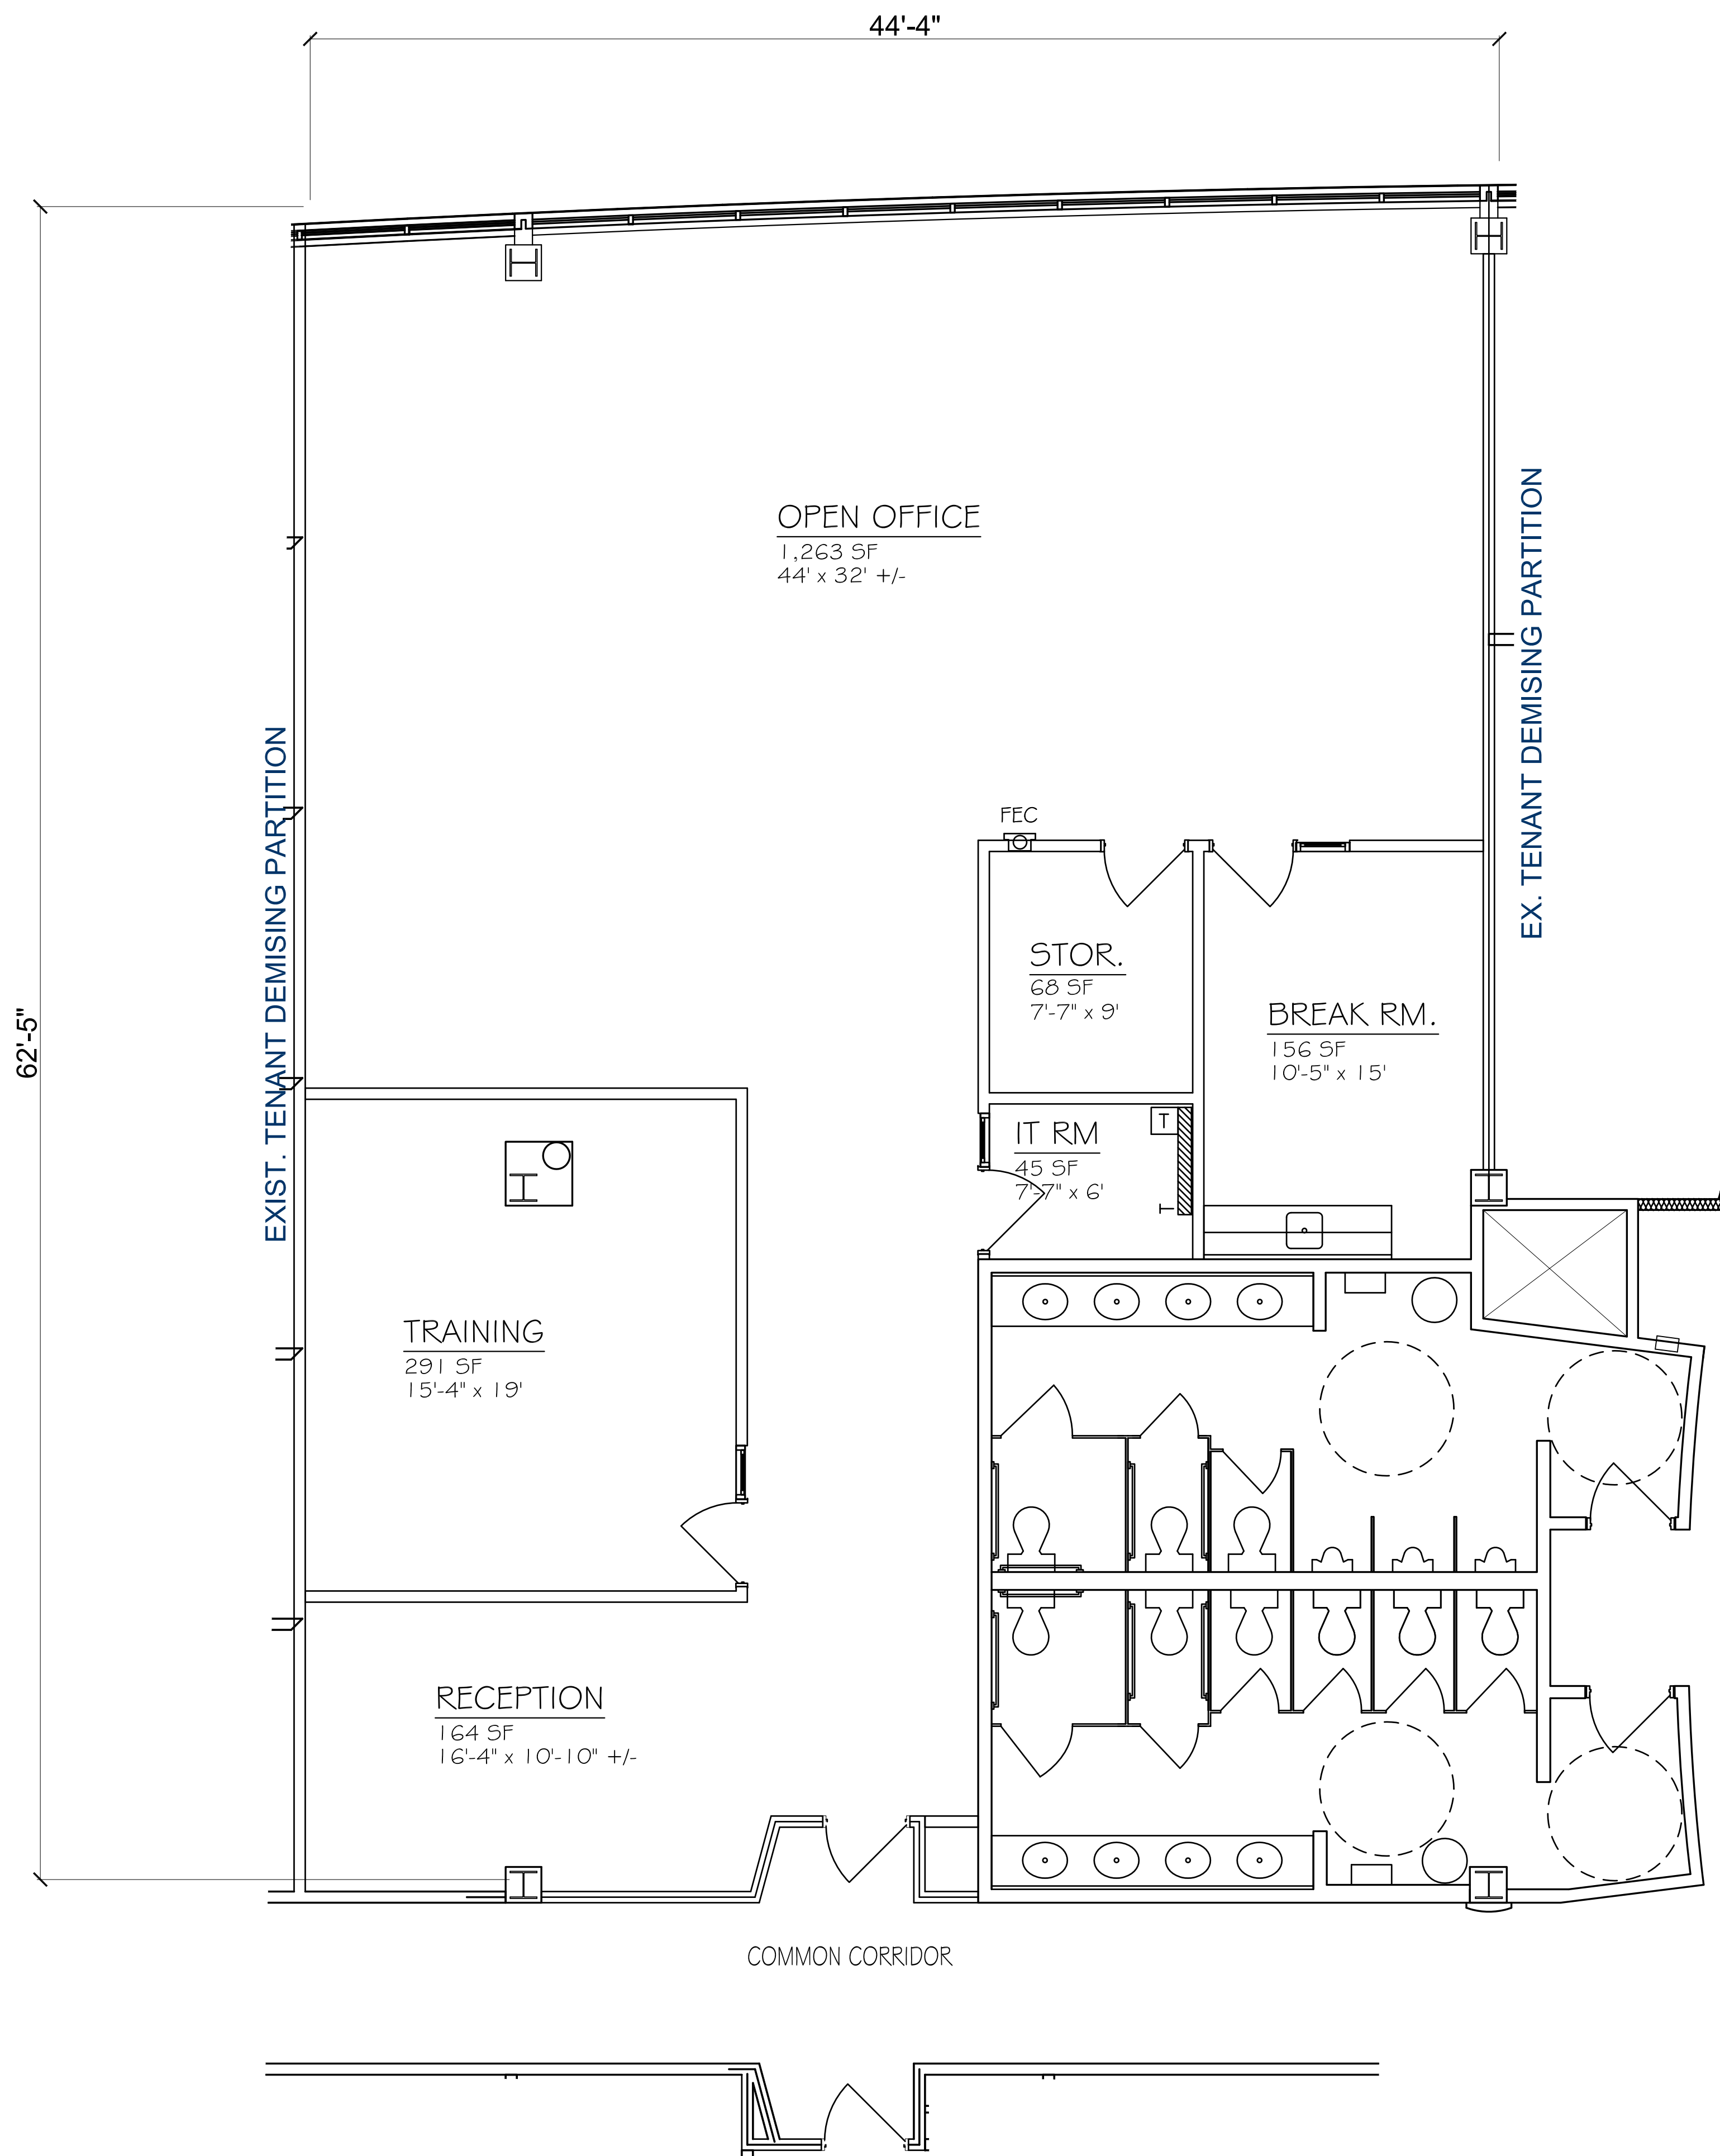 44'-4"
OPEN OFFICE
1,263 SF
44' x 32' +/-
EX. TENANT DEMISING PARTITION
EXIST. TENANT DEMISING PARTITION
62'-5"
FEC
STOR.
68 SF
7'-7" x 9'
BREAK RM.
156 SF
10'-5" x 15'
IT RM
45 SF
7'-7" x 6'
T
T
TRAINING
291 SF
15'-4" x 19'
RECEPTION
164 SF
16'-4" x 10'-10" +/-
COMMON CORRIDOR